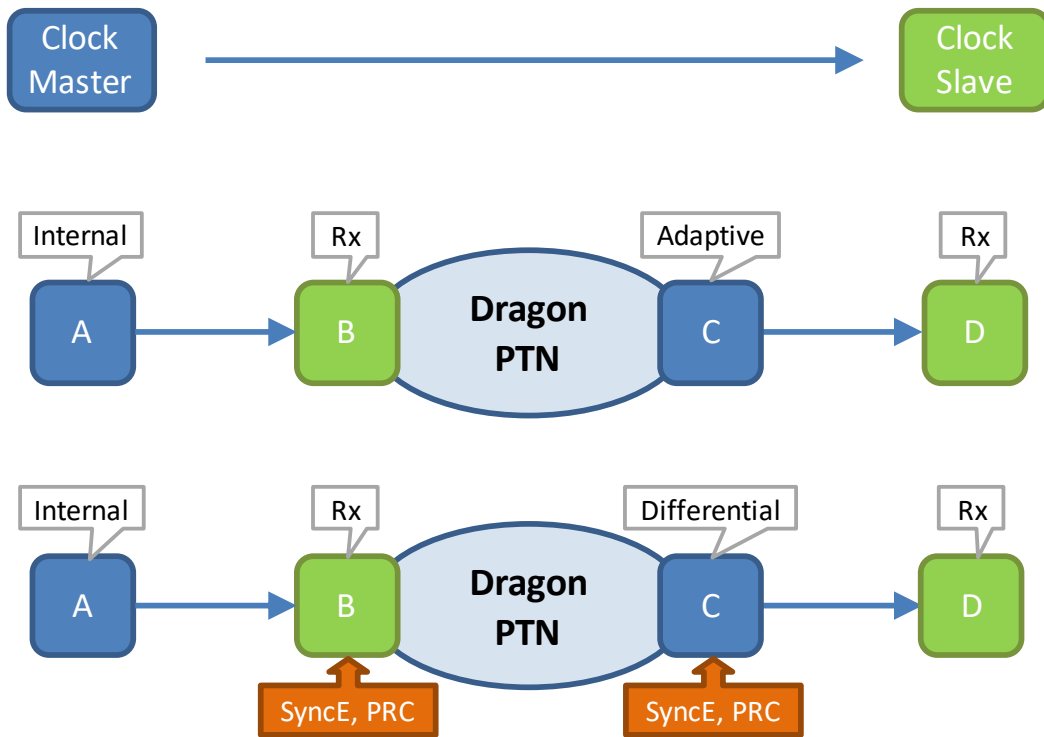 Clock
Master
Clock
Slave
Internal
Rx
Adaptive
Rx
A
B
Dragon
PTN
C
D
Internal
Rx
Differential
Rx
A
B
Dragon
PTN
C
D
SyncE, PRC
SyncE, PRC